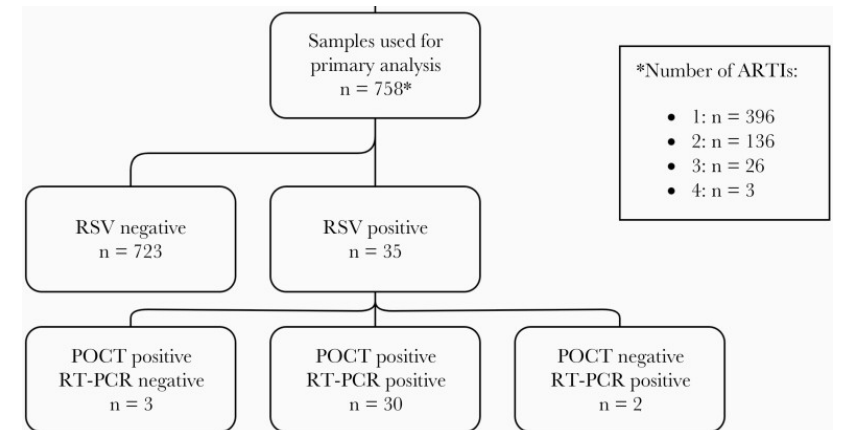 Samples used for
primary analysis
n = 758*
*Number of ARTIs:
• 1: n = 396
• 2: n = 136
• 3: n = 26
• 4: n = 3
RSV negative
n = 723
RSV positive
n = 35
POCT positive
RT-PCR negative
n = 3
POCT positive
RT-PCR positive
n = 30
POCT negative
RT-PCR positive
n = 2